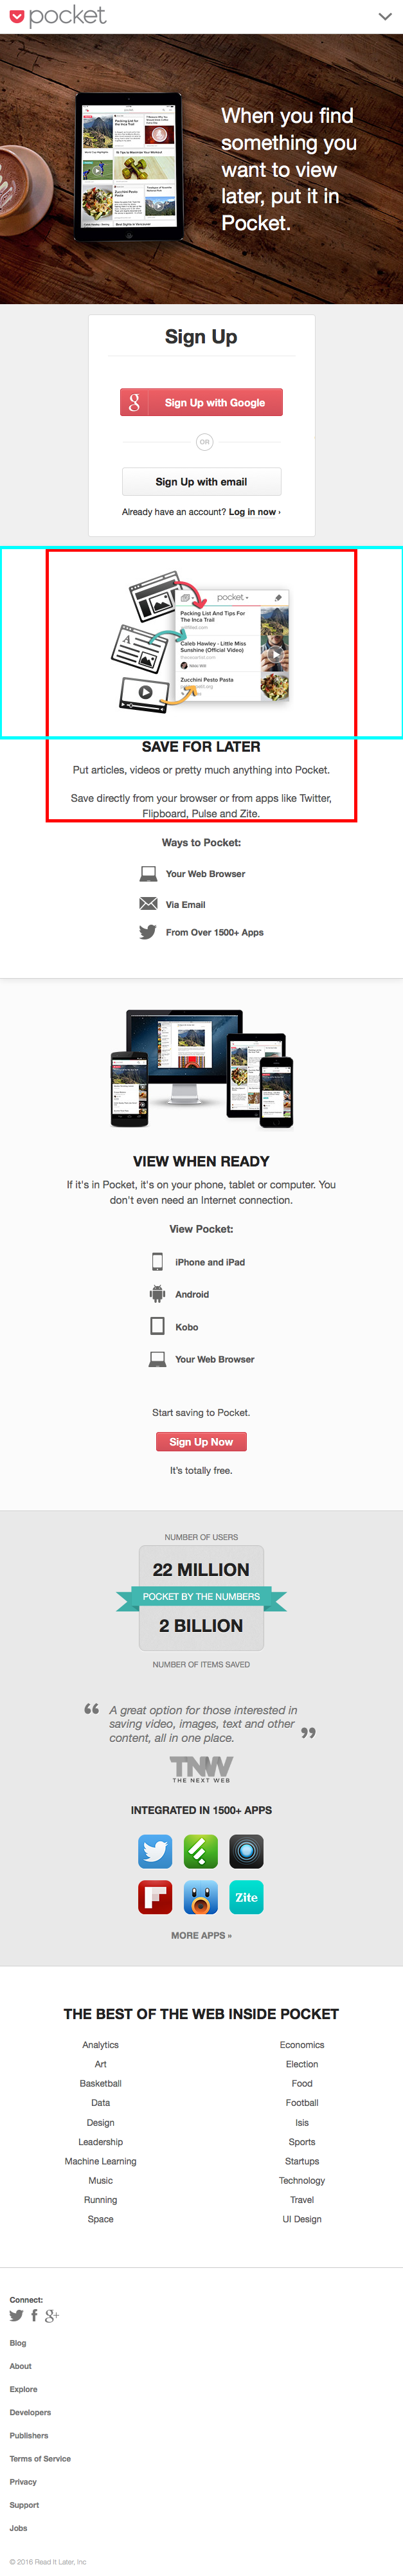 pocket
When you find
something you
want to view
later, put it in
Pocket.
Sign Up
Sign Up with Google
OR
Sign Up with email
Already have an account? Log in now ›
pocket
Packing List And Tips For
The Inca Trail
Caleb Hawley - Little Miss
Sunshine (Official Video)
Zucchini Pesto Pasta
SAVE FOR LATER
Put articles, videos or pretty much anything into Pocket.
Save directly from your browser or from apps like Twitter,
Flipboard, Pulse and Zite.
Ways to Pocket:
Your Web Browser
Via Email
From Over 1500+ Apps
VIEW WHEN READY
If it's in Pocket, it's on your phone, tablet or computer. You
don't even need an Internet connection.
View Pocket:
iPhone and iPad
Android
Kobo
Your Web Browser
Start saving to Pocket.
Sign Up Now
It's totally free.
NUMBER OF USERS
22 MILLION
POCKET BY THE NUMBERS
2 BILLION
NUMBER OF ITEMS SAVED
“ A great option for those interested in
saving video, images, text and other
content, all in one place. ”
TNW
THE NEXT WEB
INTEGRATED IN 1500+ APPS
Zite
MORE APPS »
THE BEST OF THE WEB INSIDE POCKET
Analytics
Art
Basketball
Data
Design
Leadership
Machine Learning
Music
Running
Space
Economics
Election
Food
Football
Isis
Sports
Startups
Technology
Travel
UI Design
Connect:
Blog
About
Explore
Developers
Publishers
Terms of Service
Privacy
Support
Jobs
© 2016 Read It Later, Inc